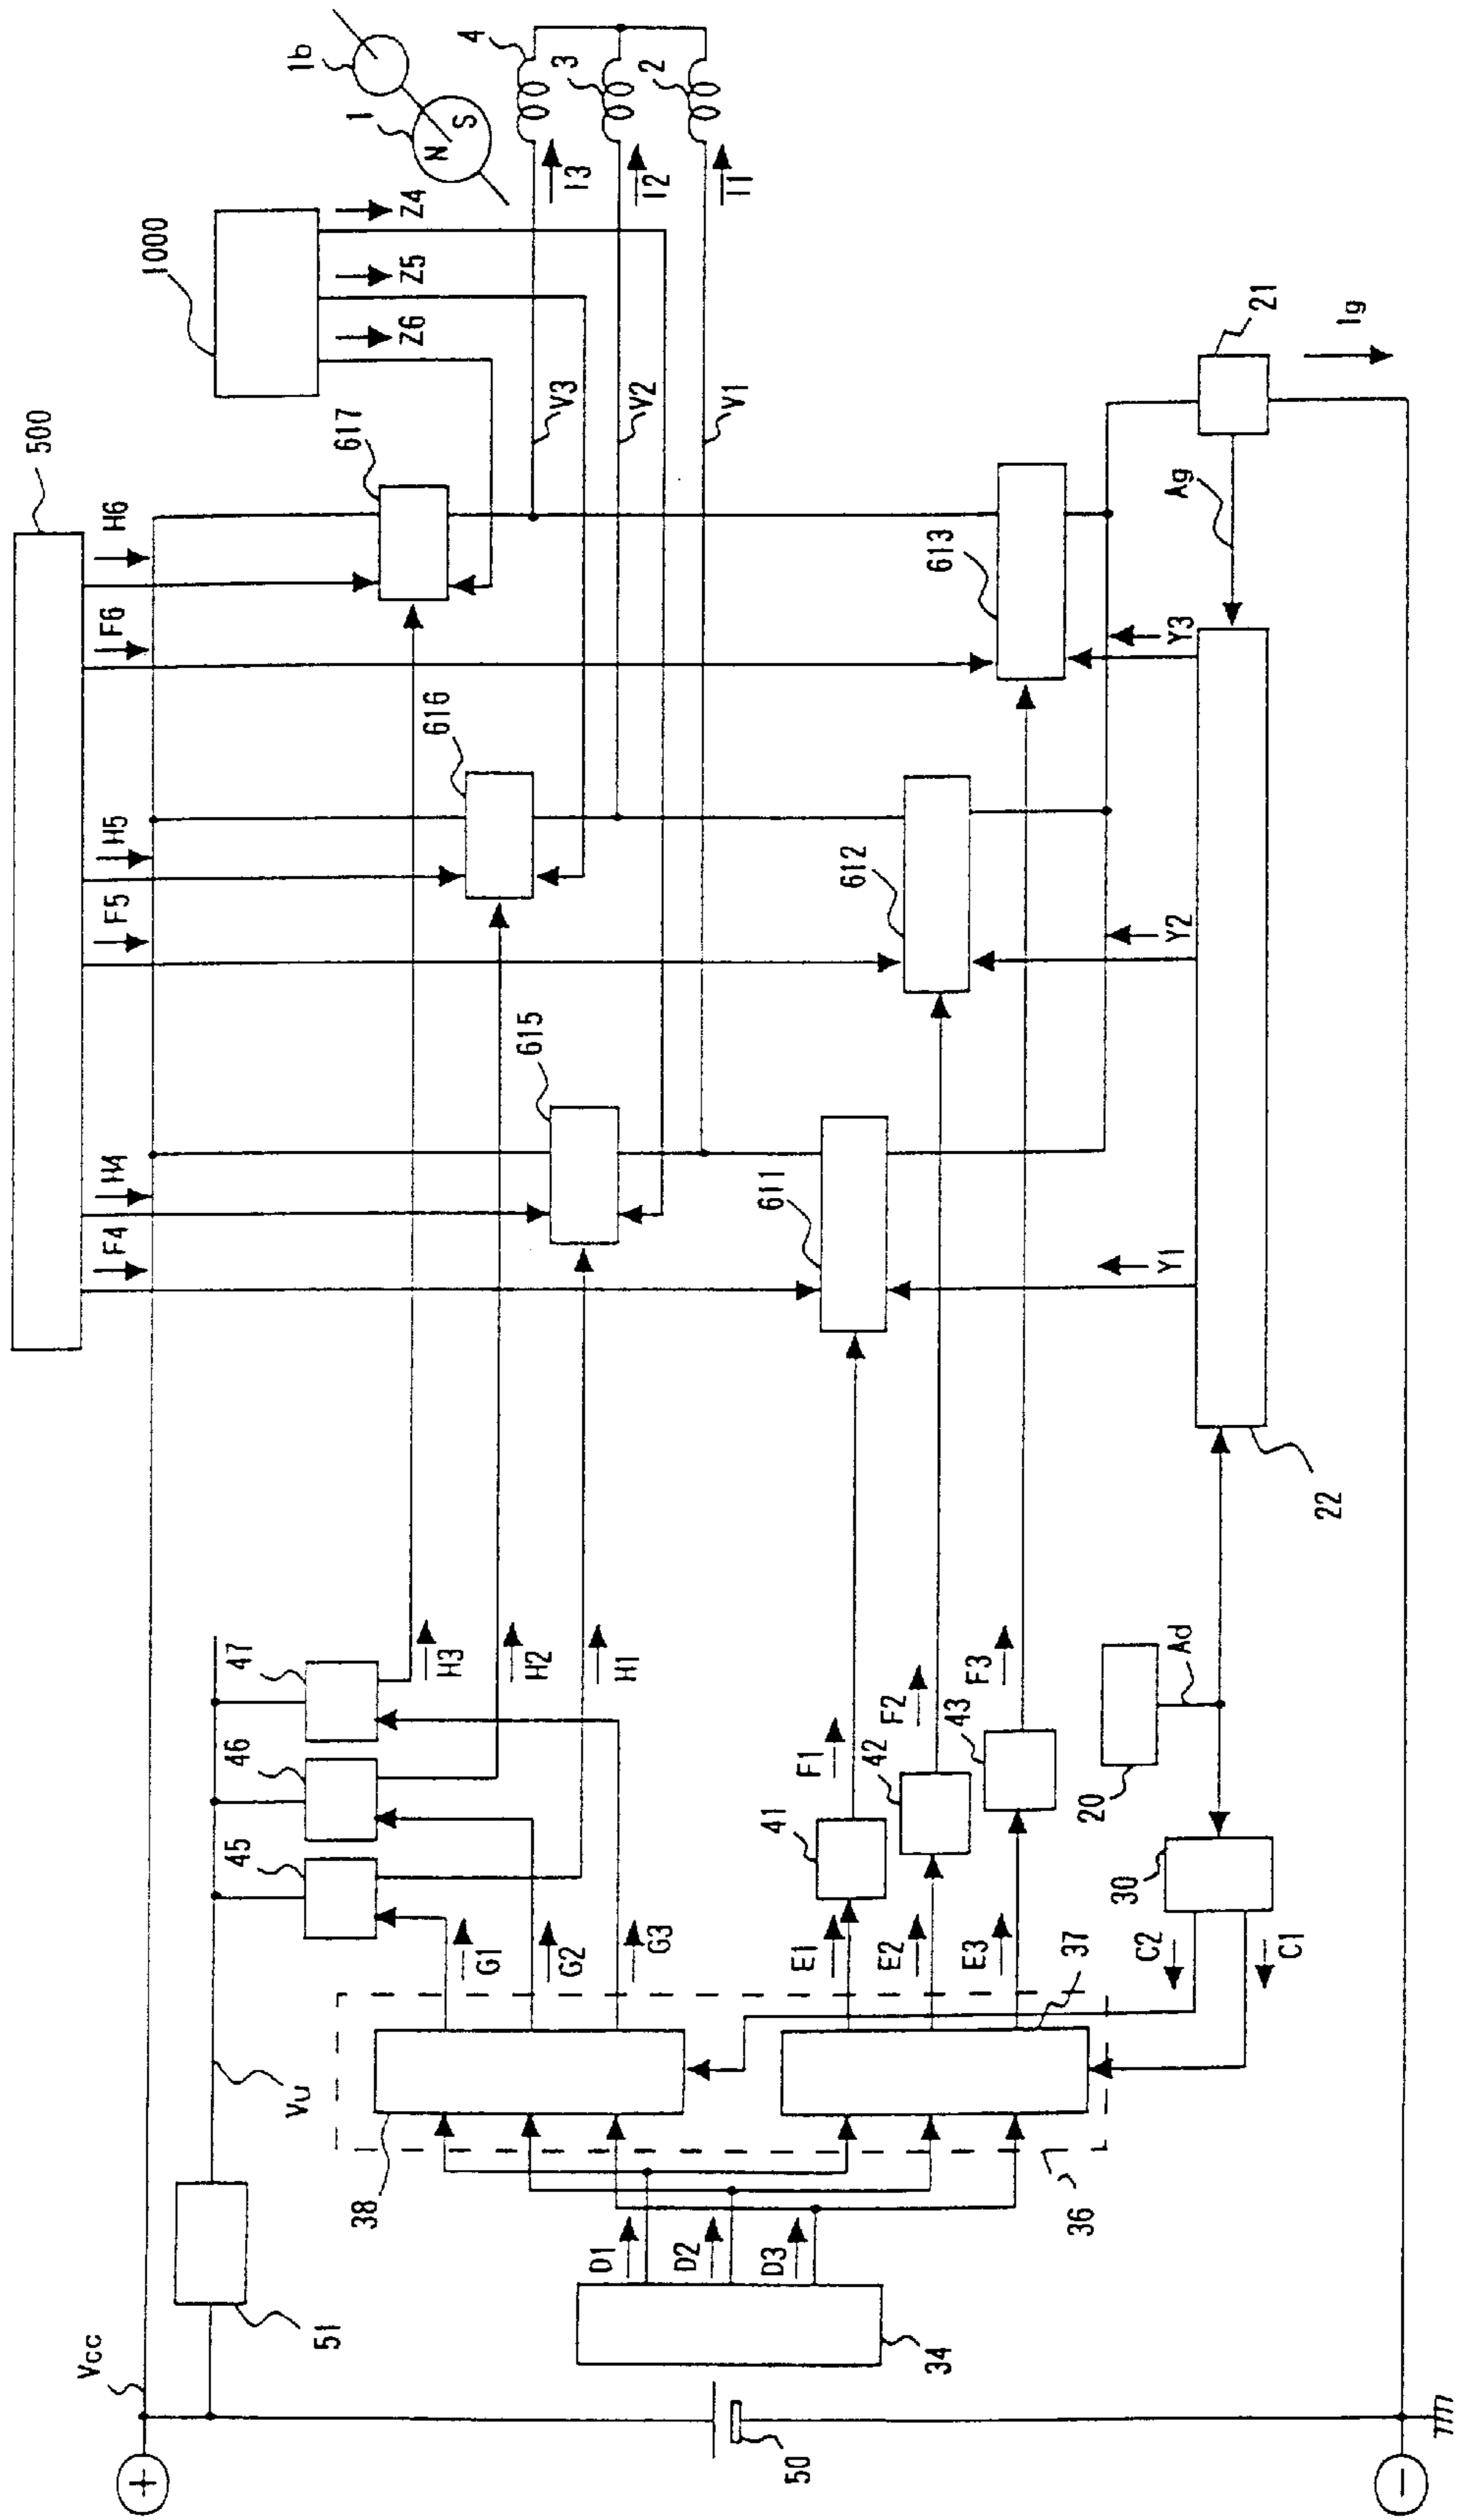 500
H6
F6
H5
F5
H4
F4
1000
Z4
Z5
Z6
1b
1
N S
4
3
2
I3
I2
I1
V3
V2
V1
617
616
615
613
612
611
21
Ig
Ag
Y3
Y2
Y1
22
47
46
45
H3
H2
H1
G1
G2
G3
Vu
51
Vcc
38
36
37
D1
D2
D3
34
E1
E2
E3
41
42
43
F1
F2
F3
20
Ad
30
C2
C1
50
+
−